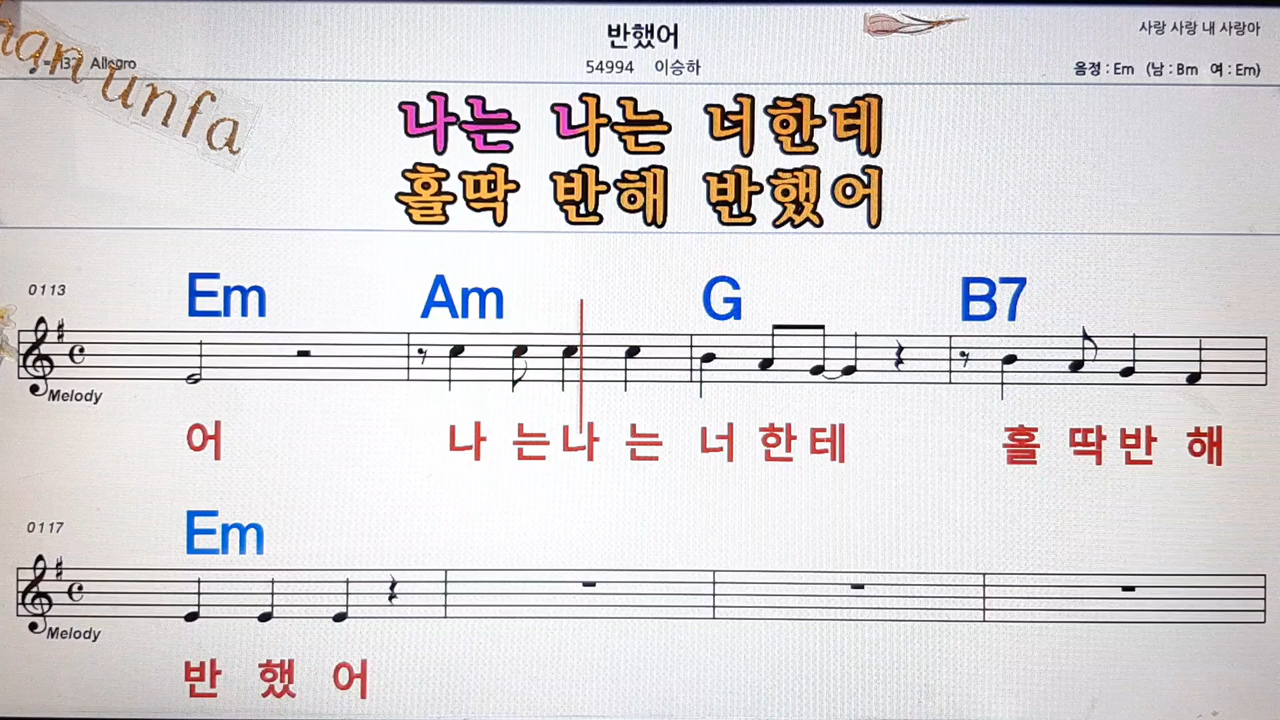 반했어
사랑 사랑 내 사랑아
54994 이승하
Allegro
음정 : Em (남 : Bm 여 : Em)
unfa
나는 나는 너한테
홀딱 반해 반했어
0113
Em Am G B7
Melody
어 나 는 나 는 너 한 테 홀 딱 반 해
0117
Em
Melody
반 했 어